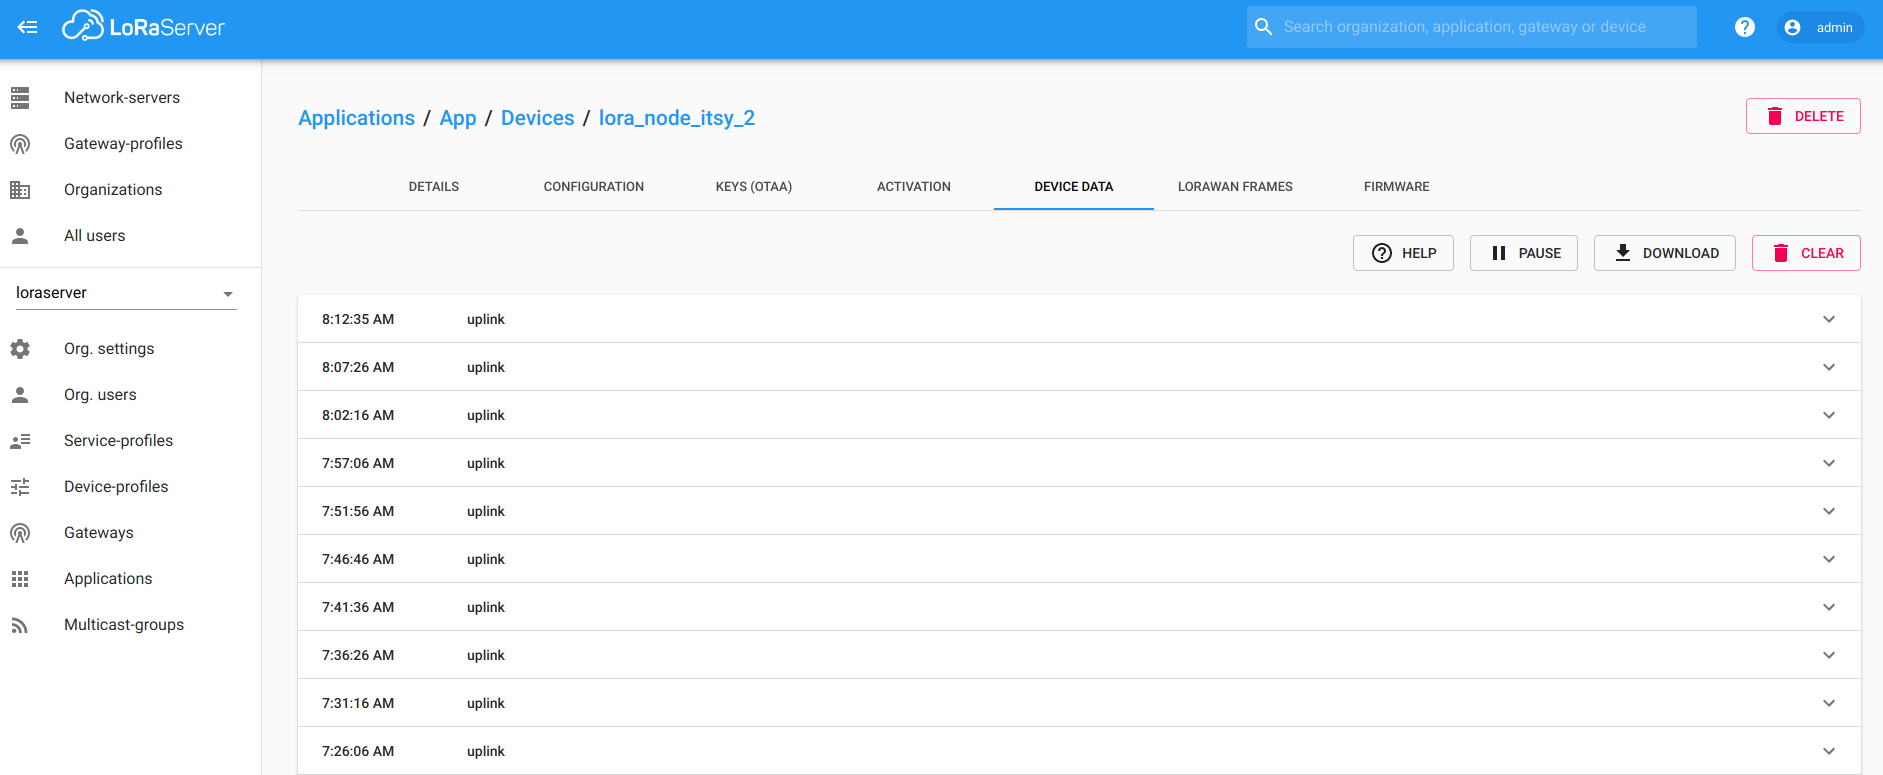 LoRaServer
Search organization, application, gateway or device
admin
Network-servers
Gateway-profiles
Organizations
All users
loraserver
Org. settings
Org. users
Service-profiles
Device-profiles
Gateways
Applications
Multicast-groups
Applications / App / Devices / lora_node_itsy_2
DELETE
DETAILS CONFIGURATION KEYS (OTAA) ACTIVATION DEVICE DATA LORAWAN FRAMES FIRMWARE
HELP PAUSE DOWNLOAD CLEAR
8:12:35 AM uplink
8:07:26 AM uplink
8:02:16 AM uplink
7:57:06 AM uplink
7:51:56 AM uplink
7:46:46 AM uplink
7:41:36 AM uplink
7:36:26 AM uplink
7:31:16 AM uplink
7:26:06 AM uplink